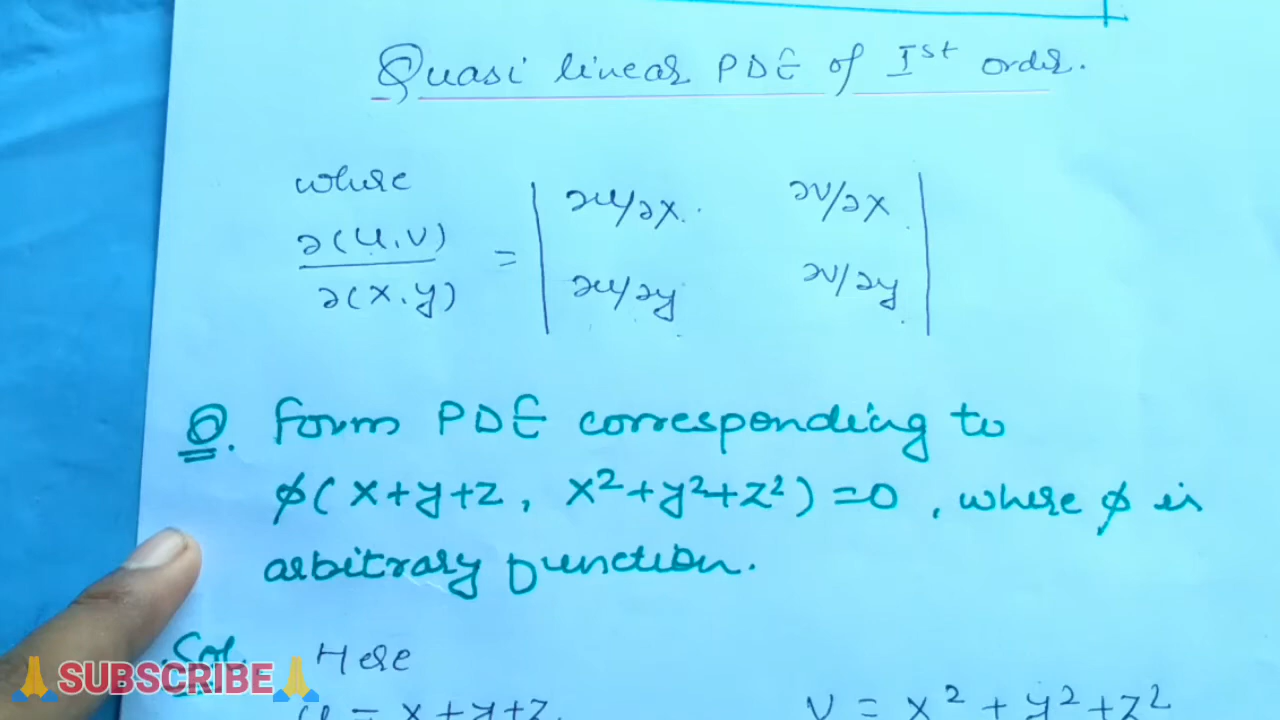 Quasi linear PDE of Ist order.
where
∂(u,v) / ∂(x,y) = | ∂u/∂x ∂v/∂x |
| ∂u/∂y ∂v/∂y |
Q. Form PDE corresponding to
ϕ(x+y+z, x²+y²+z²)=0, where ϕ is
arbitrary function.
Sol. Here
u = x+y+z, v = x²+y²+z²
🙏SUBSCRIBE🙏